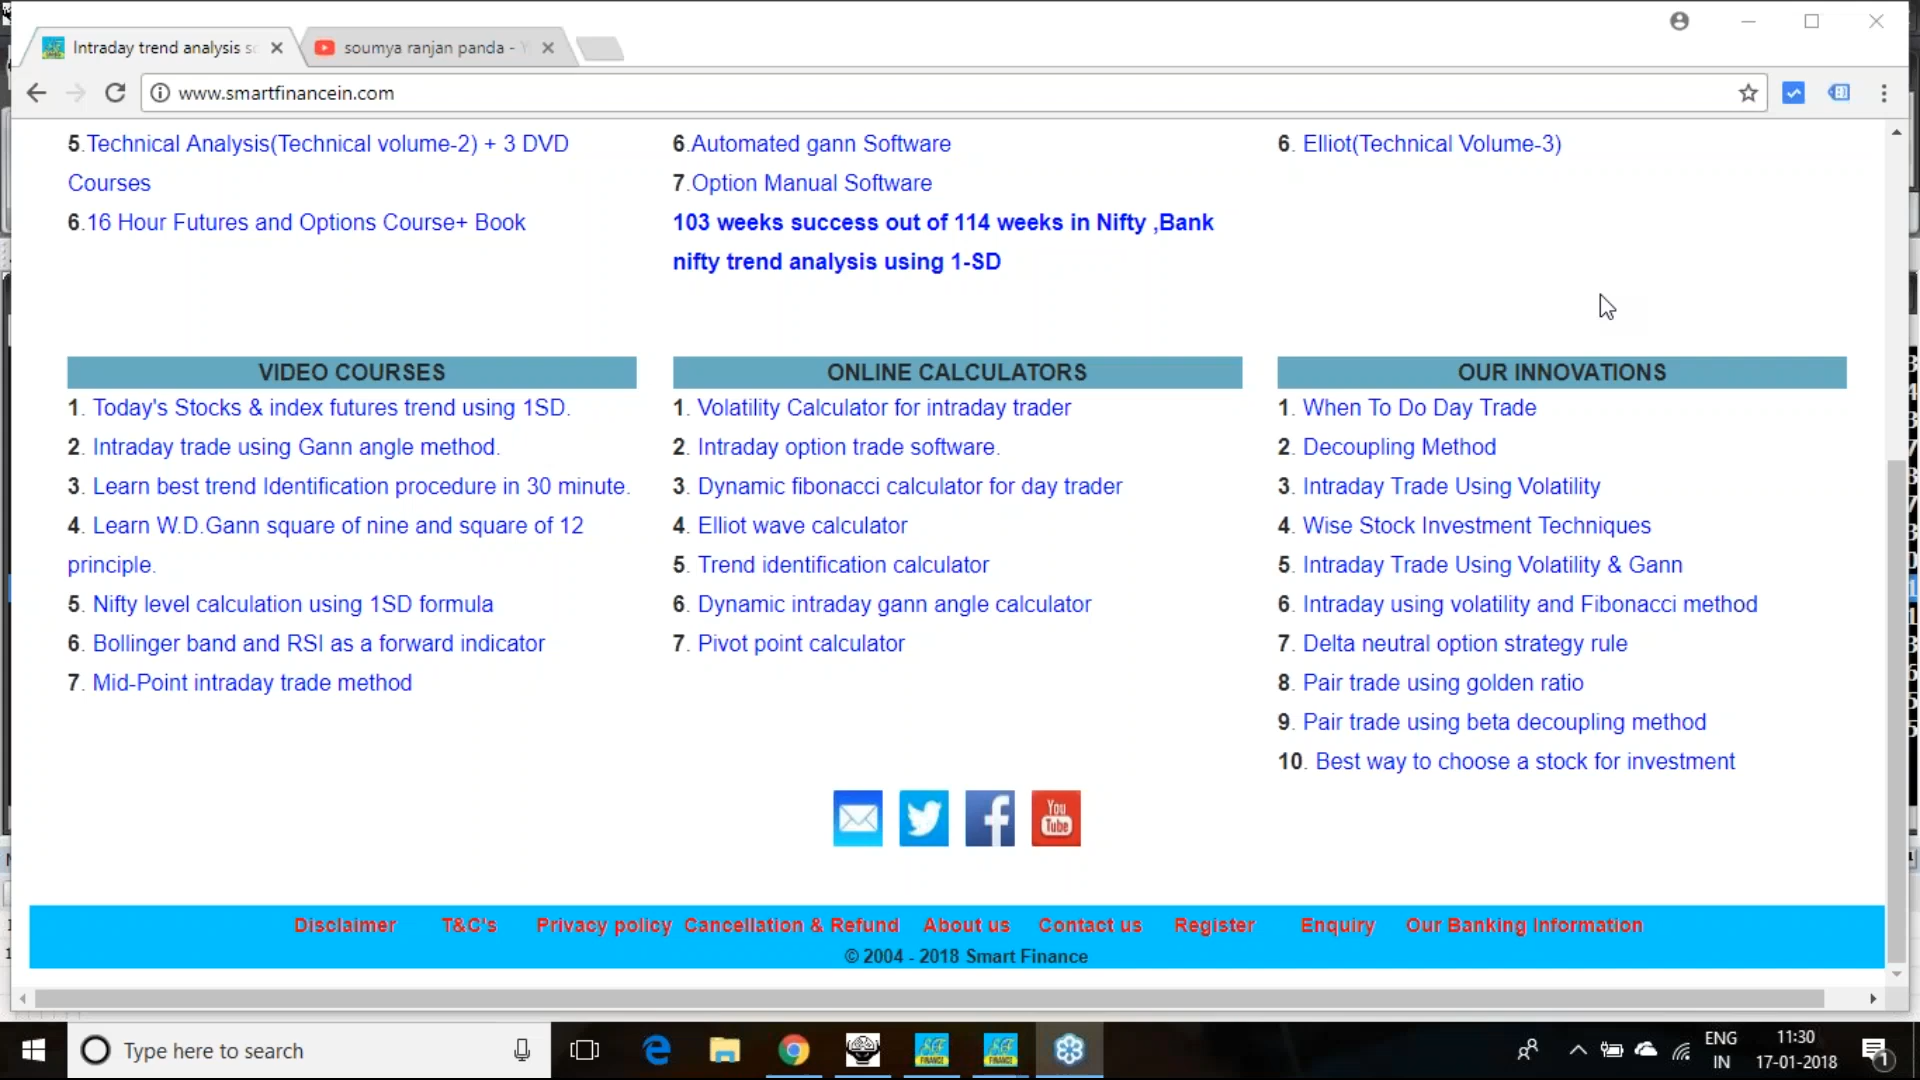 Intraday trend analysis s
soumya ranjan panda -
www.smartfinancein.com
5.Technical Analysis(Technical volume-2) + 3 DVD
Courses
6.16 Hour Futures and Options Course+ Book
6.Automated gann Software
7.Option Manual Software
103 weeks success out of 114 weeks in Nifty ,Bank
nifty trend analysis using 1-SD
6. Elliot(Technical Volume-3)
VIDEO COURSES
1. Today's Stocks & index futures trend using 1SD.
2. Intraday trade using Gann angle method.
3. Learn best trend Identification procedure in 30 minute.
4. Learn W.D.Gann square of nine and square of 12
principle.
5. Nifty level calculation using 1SD formula
6. Bollinger band and RSI as a forward indicator
7. Mid-Point intraday trade method
ONLINE CALCULATORS
1. Volatility Calculator for intraday trader
2. Intraday option trade software.
3. Dynamic fibonacci calculator for day trader
4. Elliot wave calculator
5. Trend identification calculator
6. Dynamic intraday gann angle calculator
7. Pivot point calculator
OUR INNOVATIONS
1. When To Do Day Trade
2. Decoupling Method
3. Intraday Trade Using Volatility
4. Wise Stock Investment Techniques
5. Intraday Trade Using Volatility & Gann
6. Intraday using volatility and Fibonacci method
7. Delta neutral option strategy rule
8. Pair trade using golden ratio
9. Pair trade using beta decoupling method
10. Best way to choose a stock for investment
You
Tube
Disclaimer T&C's Privacy policy Cancellation & Refund About us Contact us Register Enquiry Our Banking Information
© 2004 - 2018 Smart Finance
Type here to search
FINANCE
FINANCE
ENG
IN
11:30
17-01-2018
1